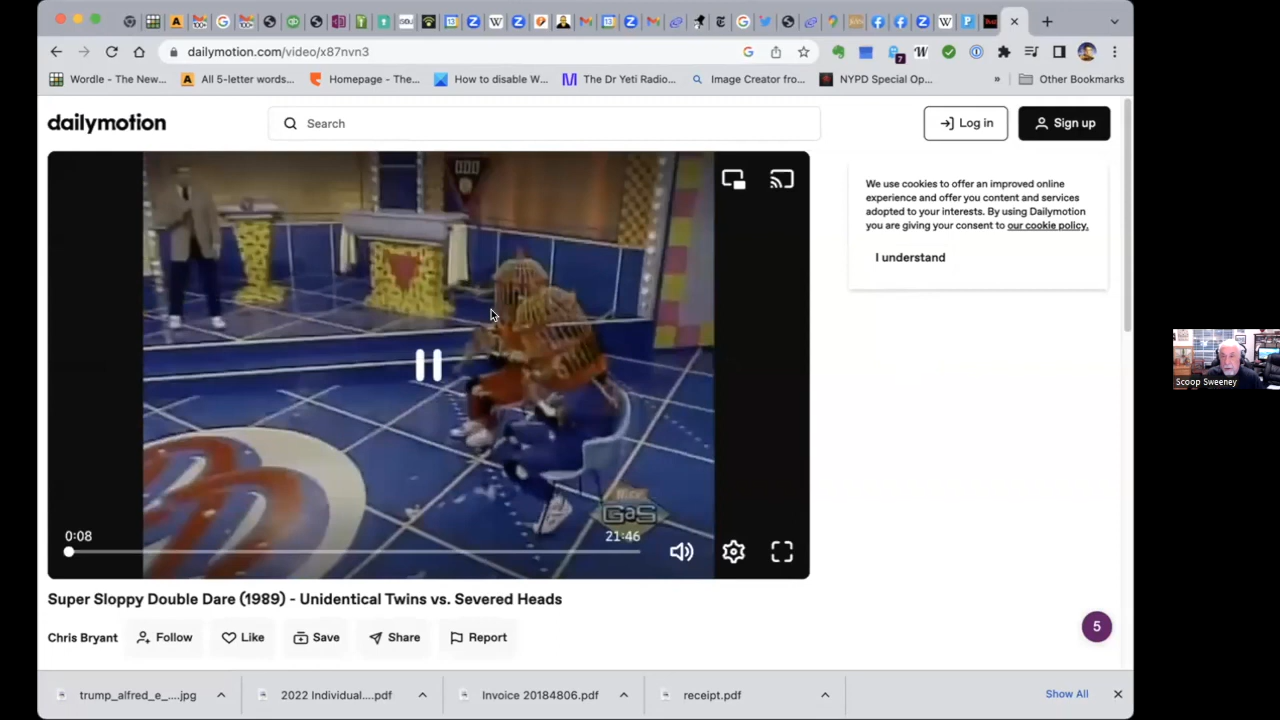 dailymotion.com/video/x87nvn3
Wordle - The New...
All 5-letter words...
Homepage - The...
How to disable W...
The Dr Yeti Radio...
Image Creator fro...
NYPD Special Op...
»
Other Bookmarks
dailymotion
Search
Log in
Sign up
We use cookies to offer an improved online
experience and offer you content and services
adopted to your interests. By using Dailymotion
you are giving your consent to our cookie policy.
I understand
GaS
0:08
21:46
Super Sloppy Double Dare (1989) - Unidentical Twins vs. Severed Heads
Chris Bryant
Follow
Like
Save
Share
Report
5
trump_alfred_e_....jpg
2022 Individual....pdf
Invoice 20184806.pdf
receipt.pdf
Show All
Scoop Sweeney